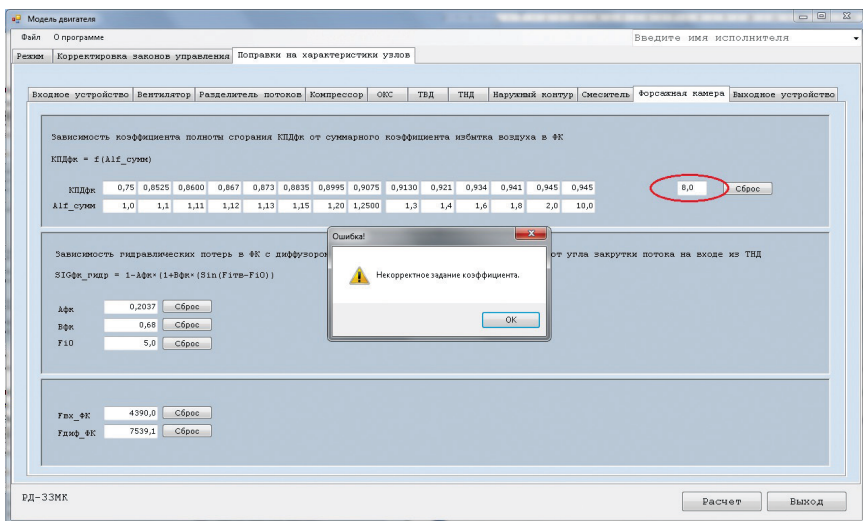 Модель двигателя
Файл О программе
Введите имя исполнителя
Режим Корректировка законов управления Поправки на характеристики узлов
Входное устройство Вентилятор Разделитель потоков Компрессор ОКС ТВД ТНД Наружный контур Смеситель Форсажная камера Выходное устройство
Зависимость коэффициента полноты сгорания КПДфк от суммарного коэффициента избытка воздуха в ФК
КПДфк = f(Alf_сумм)
КПДфк 0,75 0,8525 0,8600 0,867 0,873 0,8835 0,8995 0,9075 0,9130 0,921 0,934 0,941 0,945 0,945 8,0 Сброс
Alf_сумм 1,0 1,1 1,11 1,12 1,13 1,15 1,20 1,2500 1,3 1,4 1,6 1,8 2,0 10,0
Ошибка!
Зависимость гидравлических потерь в ФК с диффузором от угла закрутки потока на входе из ТНД
SIGфк_гидр = 1-Aфк×(1+Bфк×(Sin(Fiтв-FiO))
Некорректное задание коэффициента.
OK
Aфк 0,2037 Сброс
Bфк 0,68 Сброс
FiO 5,0 Сброс
Fвх_ФК 4390,0 Сброс
Fдиф_ФК 7539,1 Сброс
РД-33МК
Расчет Выход